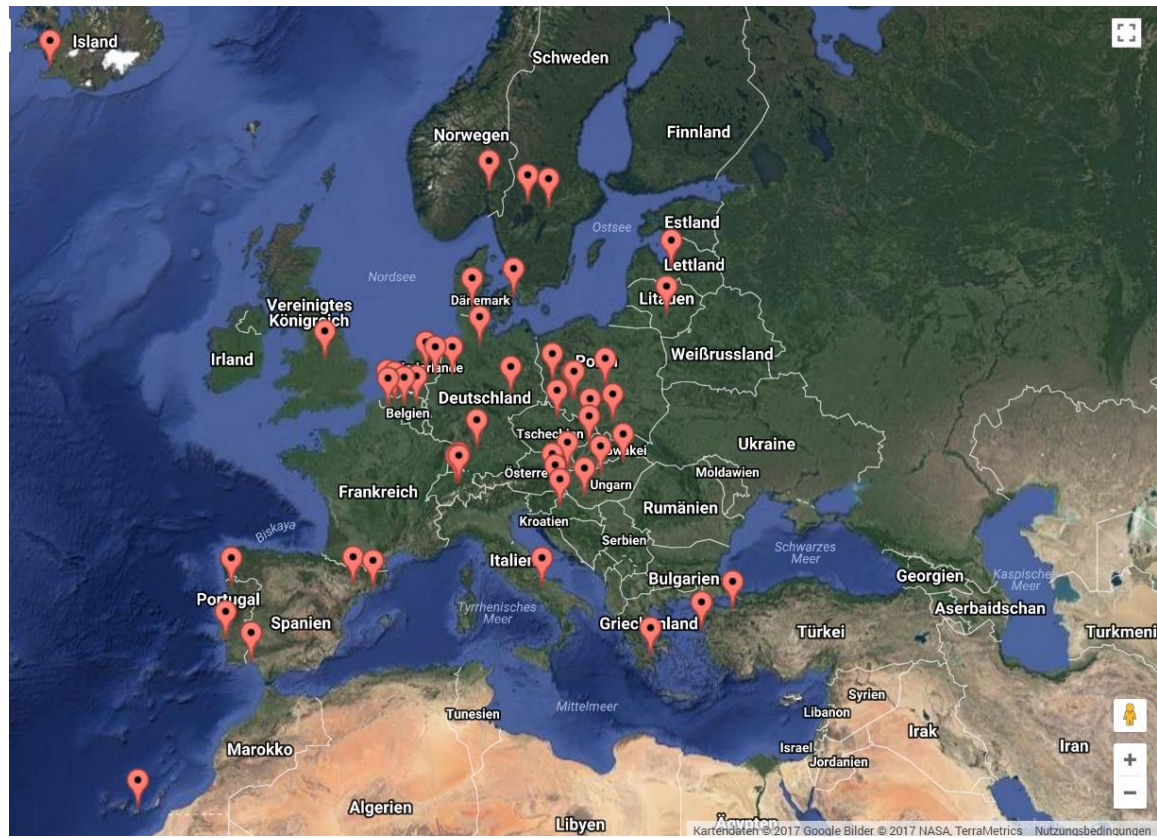 Island
Schweden
Norwegen
Finnland
Estland
Ostsee
Lettland
Nordsee
Dänemark
Litauen
Vereinigtes
Königreich
Irland
Weißrussland
Deutschland
Belgien
Tschechien
Ukraine
Moldawien
Ungarn
Frankreich
Rumänien
Kroatien
Biskaya
Serbien
Schwarzes
Meer
Italien
Bulgarien
Georgien
Kaspische
Meer
Portugal
Tyrrhenisches
Meer
Aserbaidschan
Spanien
Griechenland
Türkei
Turkmeni
Syrien
Mittelmeer
Libanon
Tunesien
Irak
Israel
Iran
Marokko
Jordanien
Algerien
Libyen
Ägypten
Kartendaten © 2017 Google Bilder © 2017 NASA, TerraMetrics Nutzungsbedingungen